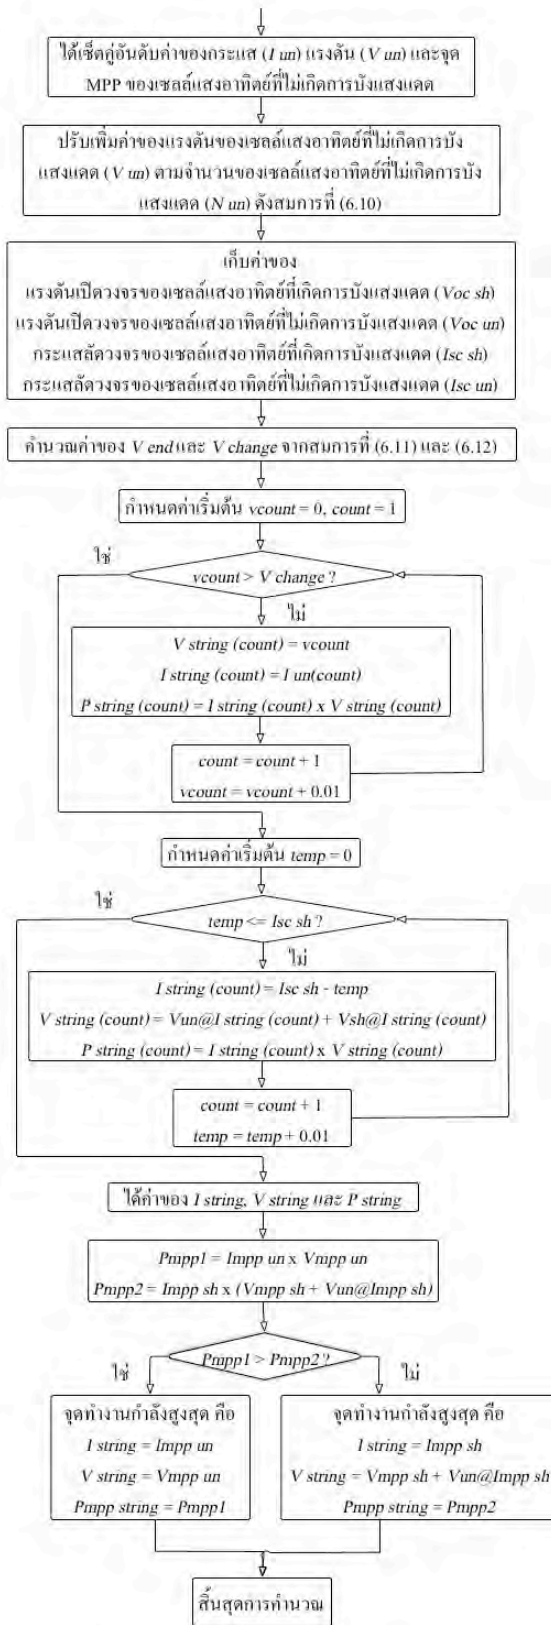 ได้เซ็ตคู่อันดับค่าของกระแส (I un) แรงดัน (V un) และจุด
MPP ของเซลล์แสงอาทิตย์ที่ไม่เกิดการบังแสงแดด
ปรับเพิ่มค่าของแรงดันของเซลล์แสงอาทิตย์ที่ไม่เกิดการบัง
แสงแดด (V un) ตามจำนวนของเซลล์แสงอาทิตย์ที่ไม่เกิดการบัง
แสงแดด (N un) ดังสมการที่ (6.10)
เก็บค่าของ
แรงดันเปิดวงจรของเซลล์แสงอาทิตย์ที่เกิดการบังแสงแดด (Voc sh)
แรงดันเปิดวงจรของเซลล์แสงอาทิตย์ที่ไม่เกิดการบังแสงแดด (Voc un)
กระแสลัดวงจรของเซลล์แสงอาทิตย์ที่เกิดการบังแสงแดด (Isc sh)
กระแสลัดวงจรของเซลล์แสงอาทิตย์ที่ไม่เกิดการบังแสงแดด (Isc un)
คำนวณค่าของ V end และ V change จากสมการที่ (6.11) และ (6.12)
กำหนดค่าเริ่มต้น vcount = 0, count = 1
ใช่
vcount > V change ?
ไม่
V string (count) = vcount
I string (count) = I un(count)
P string (count) = I string (count) x V string (count)
count = count + 1
vcount = vcount + 0.01
กำหนดค่าเริ่มต้น temp = 0
ใช่
temp <= Isc sh ?
ไม่
I string (count) = Isc sh - temp
V string (count) = Vun@I string (count) + Vsh@I string (count)
P string (count) = I string (count) x V string (count)
count = count + 1
temp = temp + 0.01
ได้ค่าของ I string, V string และ P string
Pmpp1 = Impp un x Vmpp un
Pmpp2 = Impp sh x (Vmpp sh + Vun@Impp sh)
Pmpp1 > Pmpp2 ?
ใช่
ไม่
จุดทำงานกำลังสูงสุด คือ
I string = Impp un
V string = Vmpp un
Pmpp string = Pmpp1
จุดทำงานกำลังสูงสุด คือ
I string = Impp sh
V string = Vmpp sh + Vun@Impp sh
Pmpp string = Pmpp2
สิ้นสุดการคำนวณ